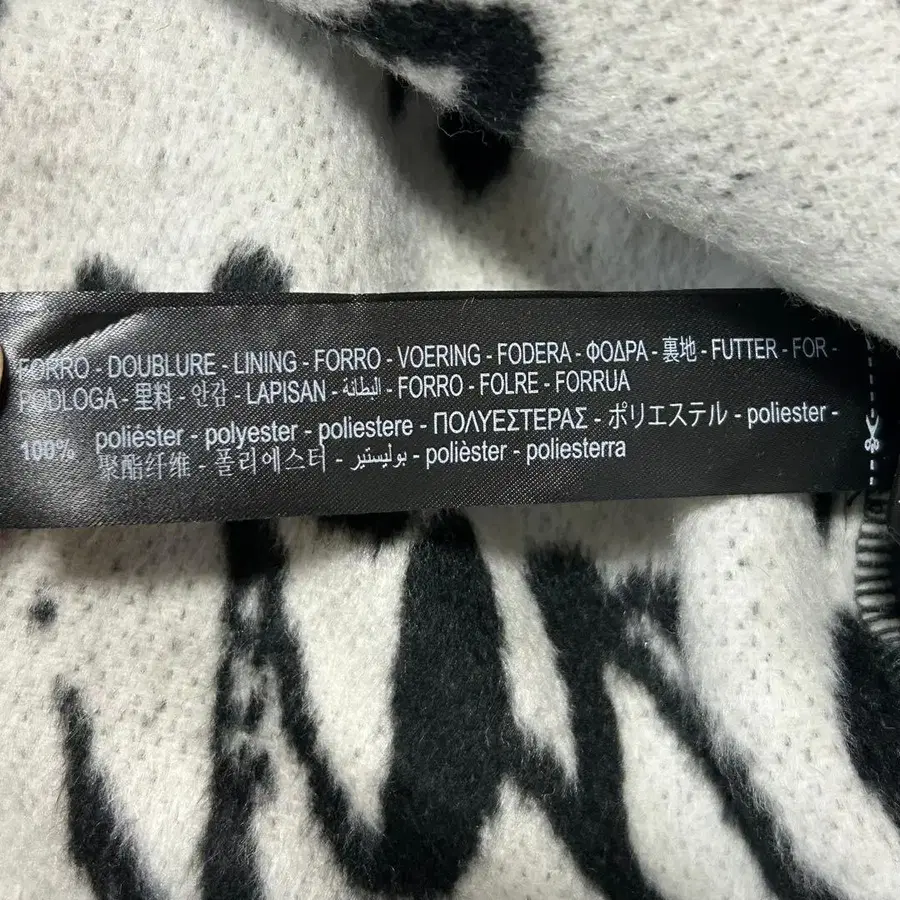 FORRO - DOUBLURE - LINING - FORRO - VOERING - FODERA - ΦΟΔΡΑ - 裏地 - FUTTER - FOR -
PODLOGA - 里料 - 안감 - LAPISAN - البطانة - FORRO - FOLRE - FORRUA
100% poliéster - polyester - poliestere - ΠΟΛΥΕΣΤΕΡΑΣ - ポリエステル - poliester -
聚酯纤维 - 폴리에스터 - بوليستير - polièster - poliesterra